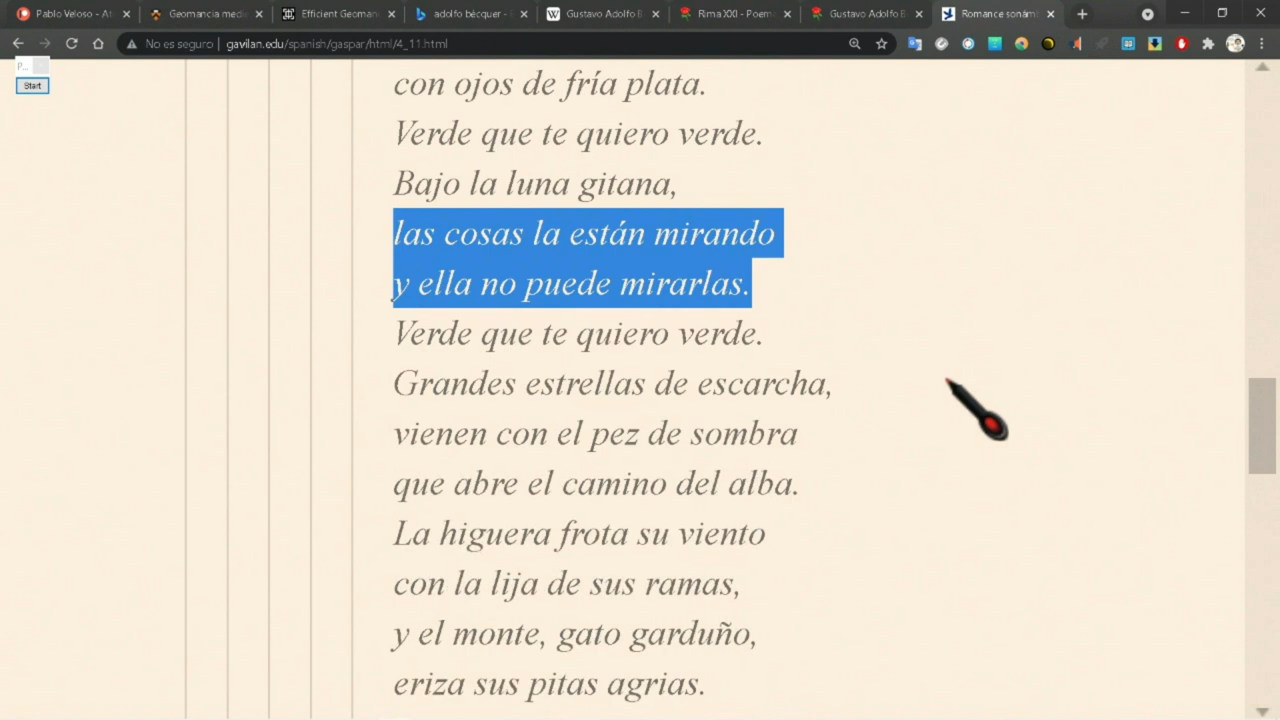 Pablo Veloso - At
Geomancia medi
Efficient Geoman
adolfo bécquer -
Gustavo Adolfo B
Rima XXI - Poem
Gustavo Adolfo B
Romance sonám
No es seguro | gavilan.edu/spanish/gaspar/html/4_11.html
P...
Start
con ojos de fría plata.
Verde que te quiero verde.
Bajo la luna gitana,
las cosas la están mirando
y ella no puede mirarlas.
Verde que te quiero verde.
Grandes estrellas de escarcha,
vienen con el pez de sombra
que abre el camino del alba.
La higuera frota su viento
con la lija de sus ramas,
y el monte, gato garduño,
eriza sus pitas agrias.